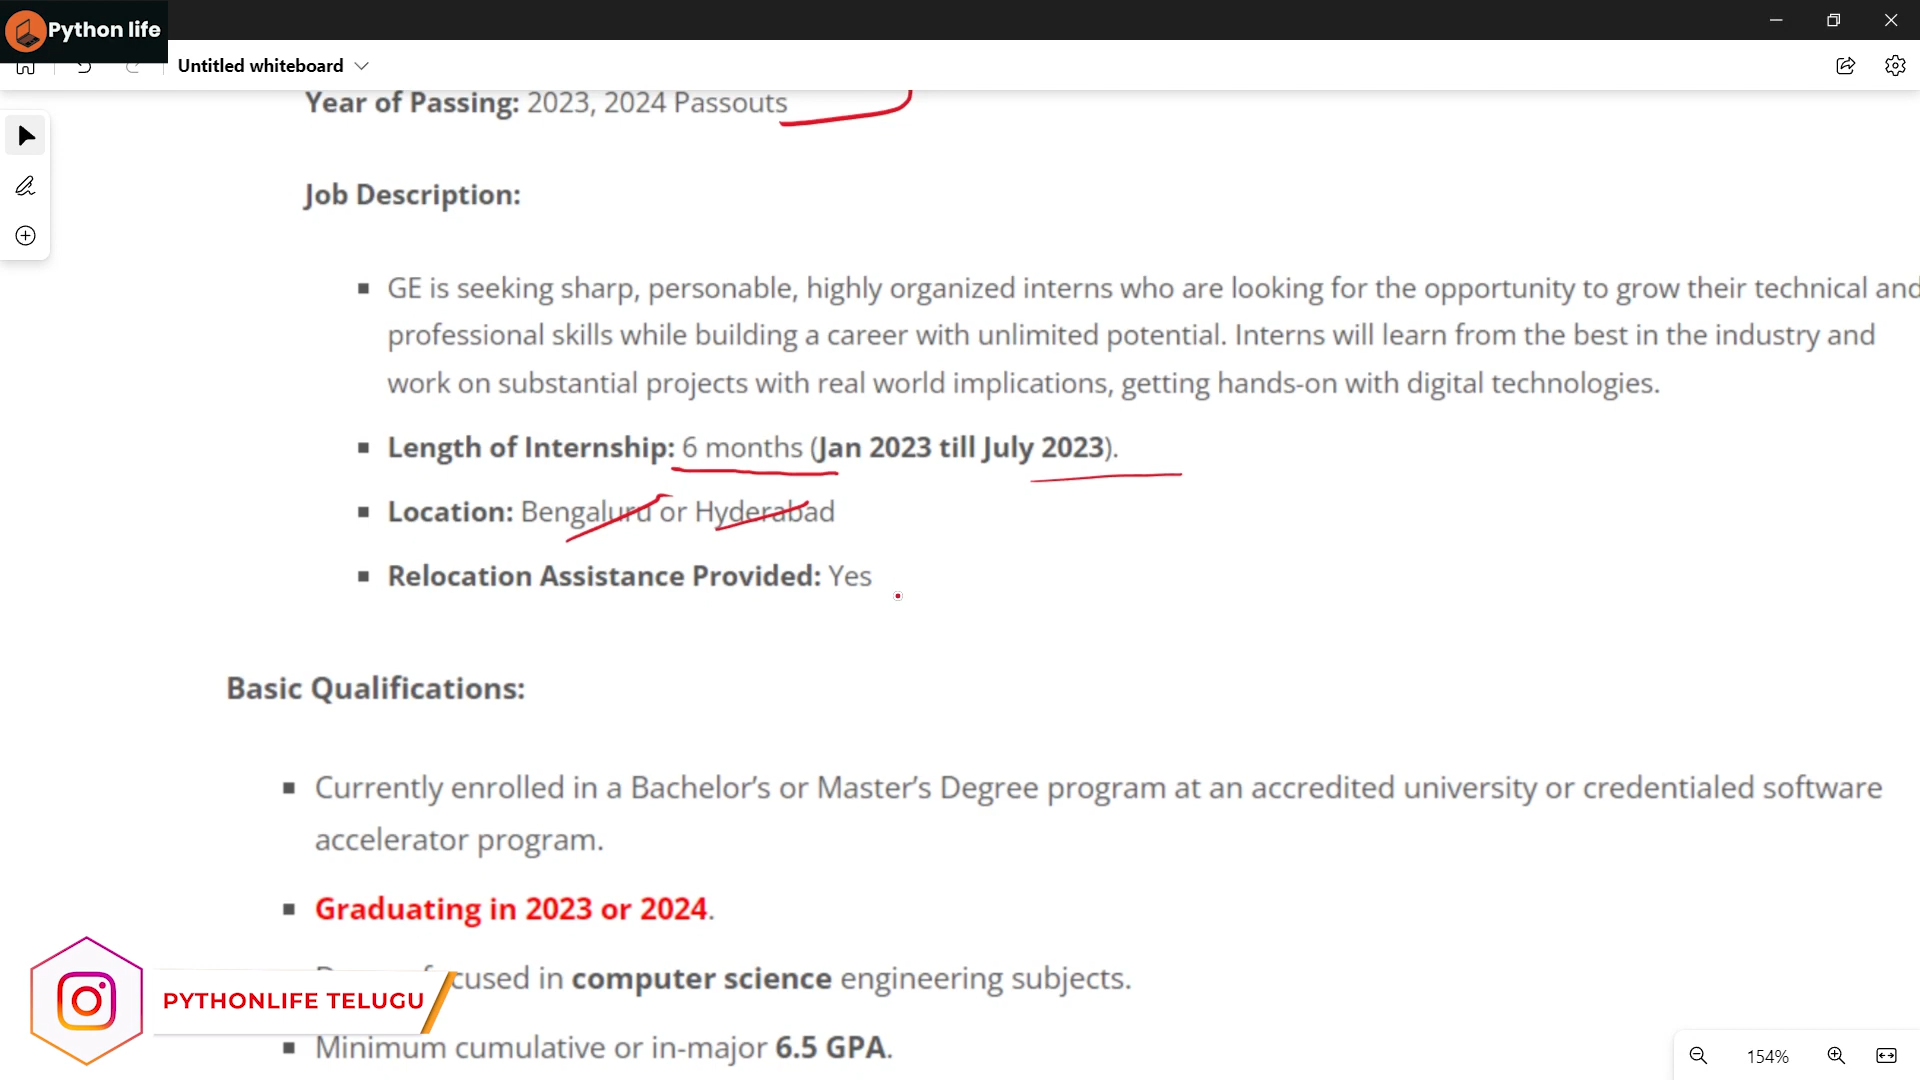 Python life
Untitled whiteboard
Year of Passing: 2023, 2024 Passouts
Job Description:
▪ GE is seeking sharp, personable, highly organized interns who are looking for the opportunity to grow their technical and
professional skills while building a career with unlimited potential. Interns will learn from the best in the industry and
work on substantial projects with real world implications, getting hands-on with digital technologies.
▪ Length of Internship: 6 months (Jan 2023 till July 2023).
▪ Location: Bengaluru or Hyderabad
▪ Relocation Assistance Provided: Yes
Basic Qualifications:
▪ Currently enrolled in a Bachelor’s or Master’s Degree program at an accredited university or credentialed software
accelerator program.
▪ Graduating in 2023 or 2024.
cused in computer science engineering subjects.
PYTHONLIFE TELUGU
▪ Minimum cumulative or in-major 6.5 GPA.
154%